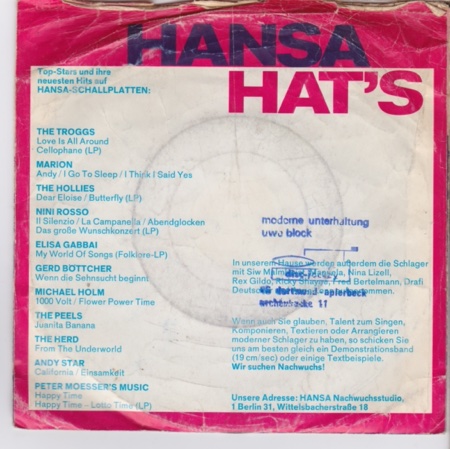 HANSA
HAT'S
Top-Stars und ihre
neuesten Hits auf
HANSA-SCHALLPLATTEN:
THE TROGGS
Love Is All Around
Cellophane (LP)
MARION
Andy / I Go To Sleep / I Think I Said Yes
THE HOLLIES
Dear Eloise / Butterfly (LP)
NINI ROSSO
Il Silenzio / La Campanella / Abendglocken
Das große Wunschkonzert (LP)
ELISA GABBAI
My World Of Songs (Folklore-LP)
GERD BÖTTCHER
Wenn die Sehnsucht beginnt
MICHAEL HOLM
1000 Volt / Flower Power Time
THE PEELS
Juanita Banana
THE HERD
From The Underworld
ANDY STAR
California / Einsamkeit
PETER MOESSER'S MUSIC
Happy Time
Happy Time – Lotto Time (LP)
moderne unterhaltung
uwe block
disc-jockey
dortmund-aplerbeck
11
In unserem Hause werden außerdem die Schlager
mit Siw Malmkvist, Manuela, Nina Lizell,
Rex Gildo, Ricky Shayne, Fred Bertelmann, Drafi
Deutscher
Wenn auch Sie glauben, Talent zum Singen,
Komponieren, Textieren oder Arrangieren
moderner Schlager zu haben, so schicken Sie
uns am besten gleich ein Demonstrationsband
(19 cm/sec) oder einige Textbeispiele.
Wir suchen Nachwuchs!
Unsere Adresse: HANSA Nachwuchsstudio,
1 Berlin 31, Wittelsbacherstraße 18